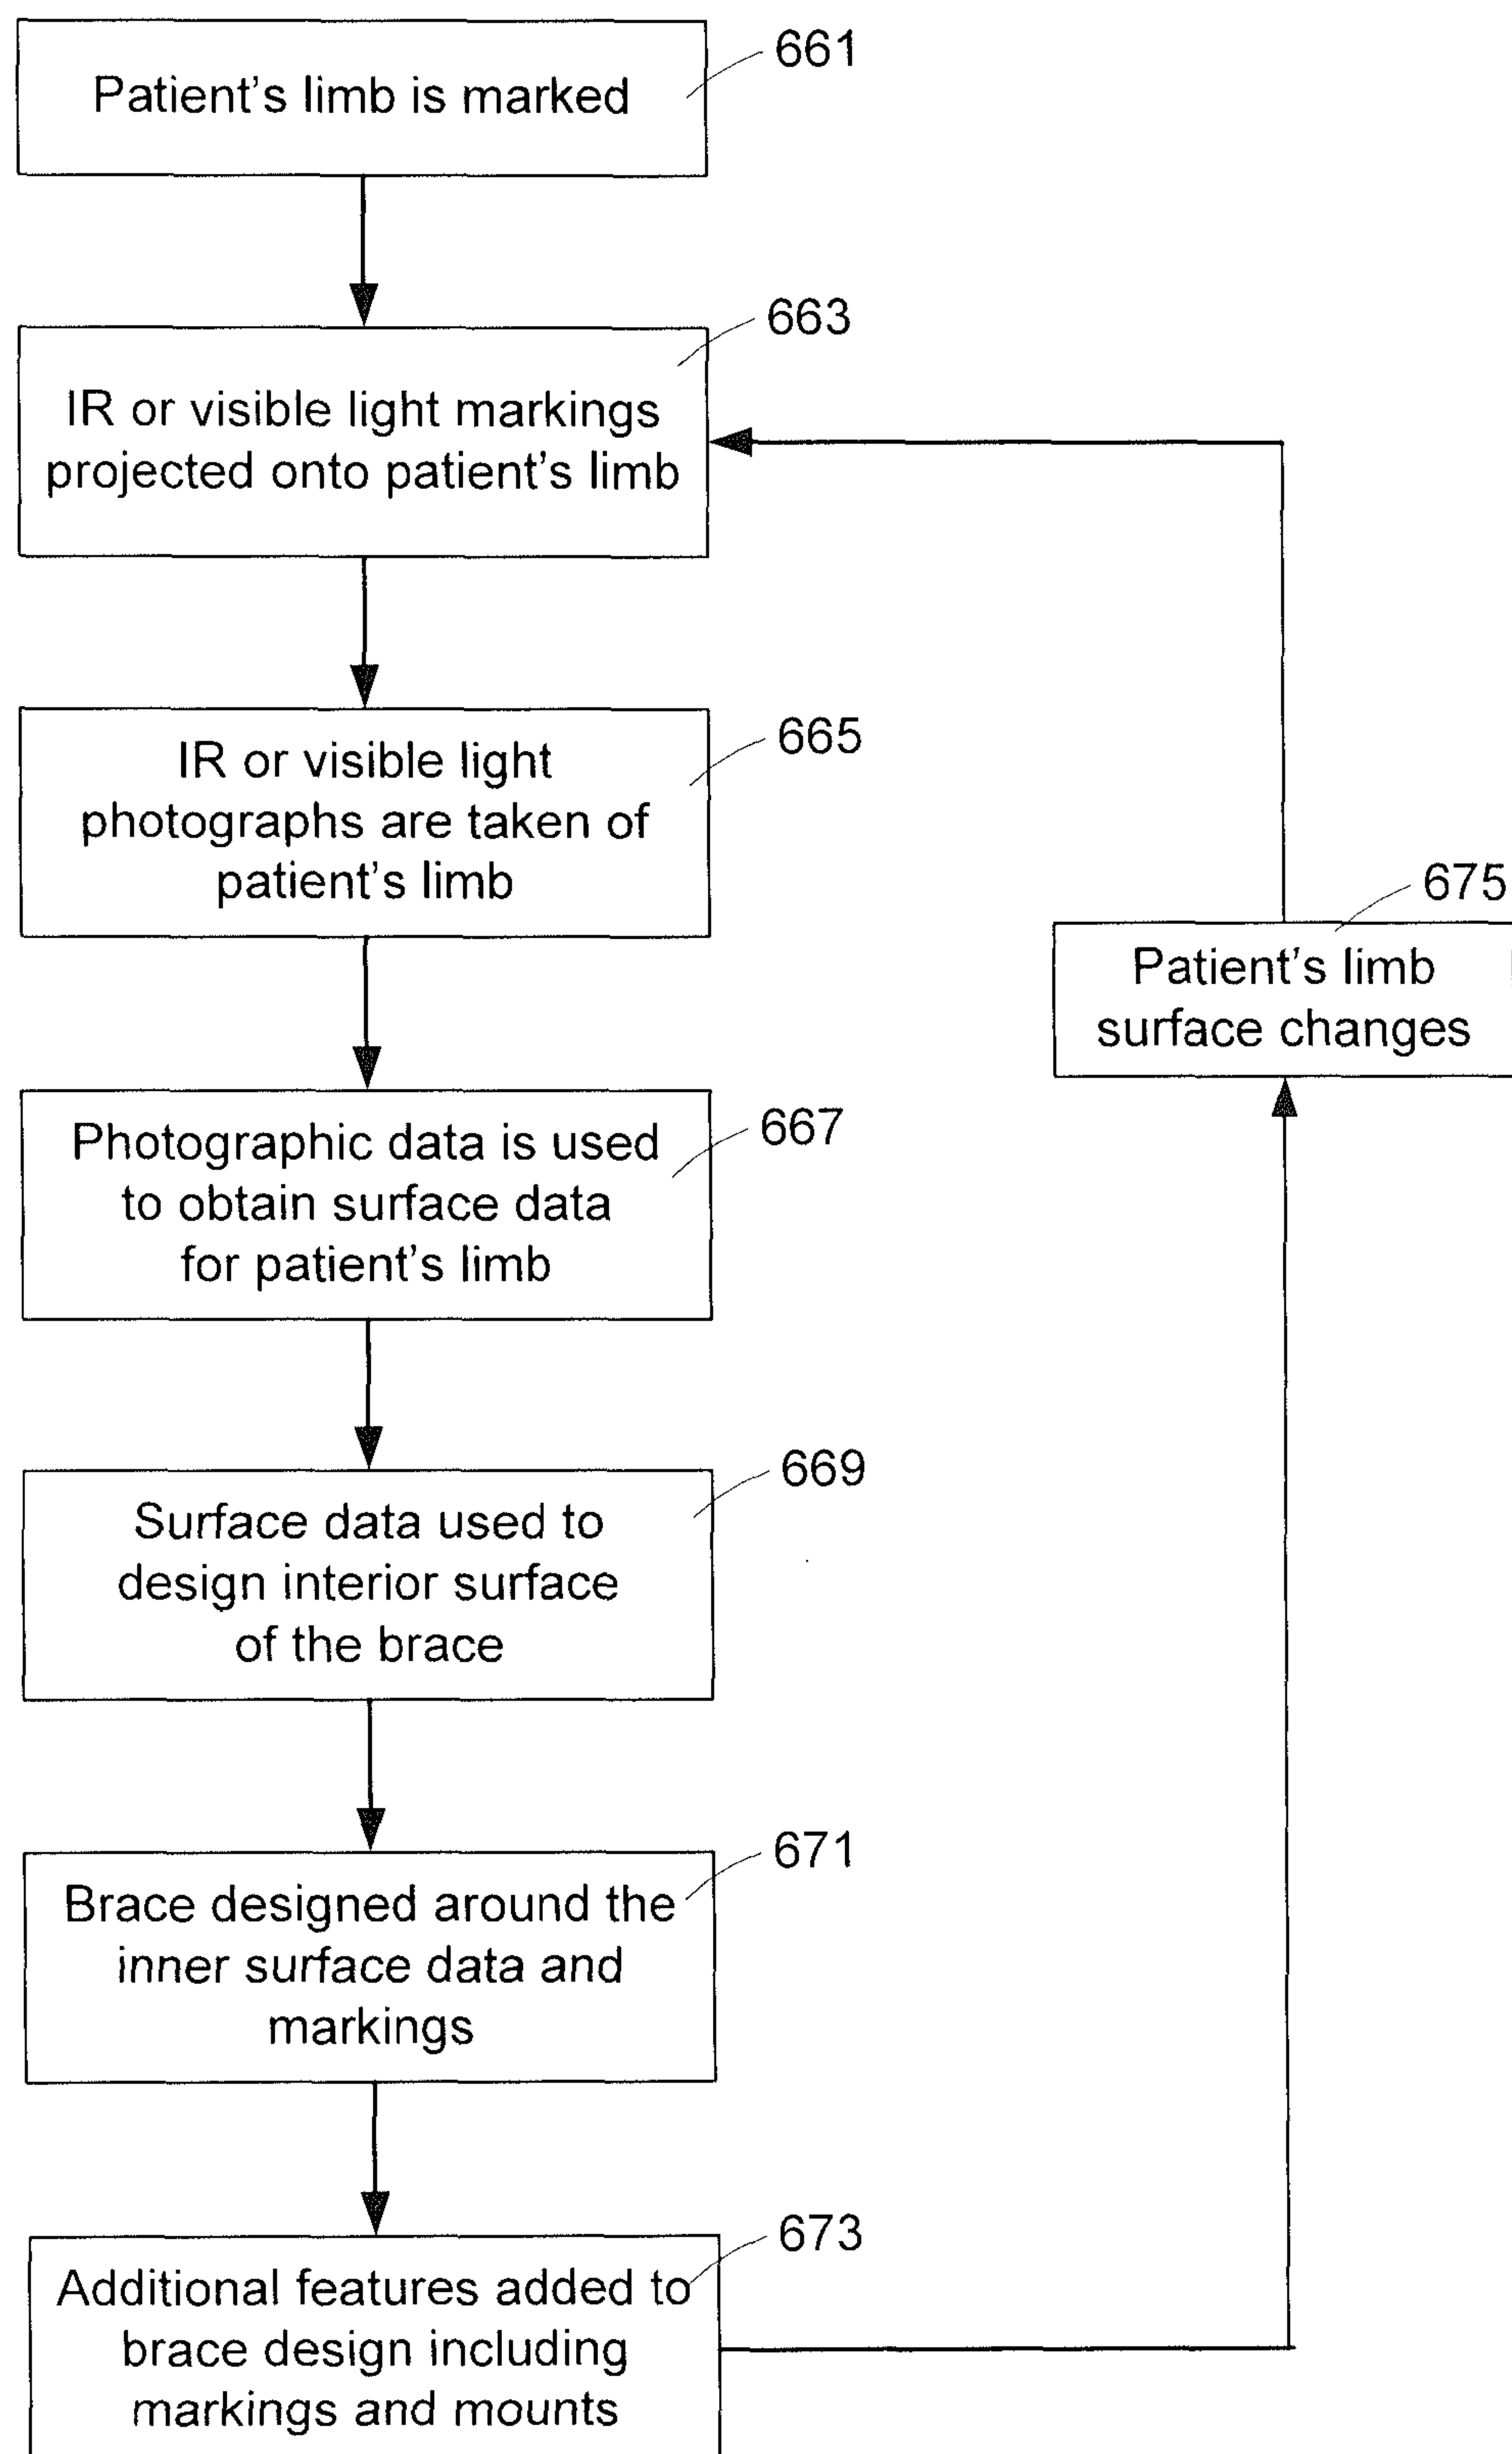 Patient's limb is marked
661
IR or visible light markings
projected onto patient's limb
663
IR or visible light
photographs are taken of
patient's limb
665
Photographic data is used
to obtain surface data
for patient's limb
667
Surface data used to
design interior surface
of the brace
669
Brace designed around the
inner surface data and
markings
671
Additional features added to
brace design including
markings and mounts
673
Patient's limb
surface changes
675